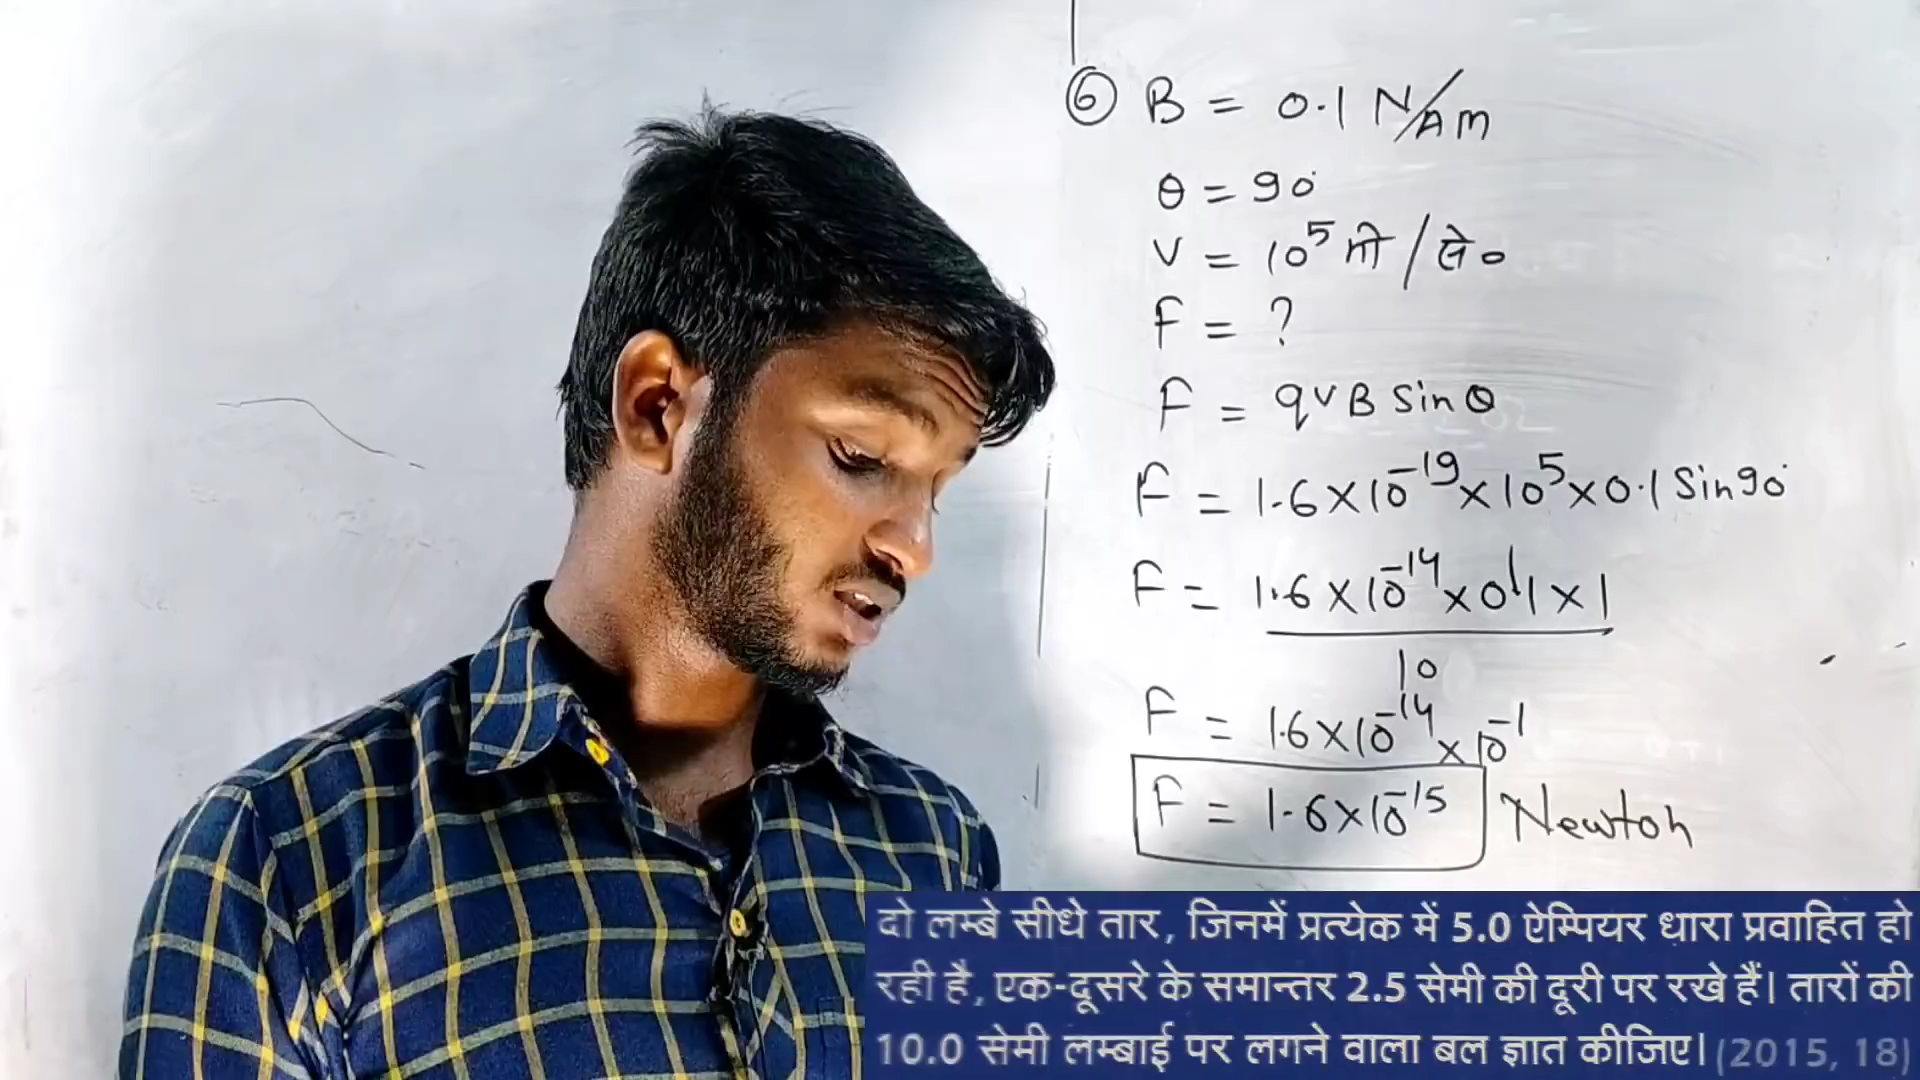 ⑥ B = 0.1 N/Am
θ = 90°
v = 10⁵ मी/से०
F = ?
F = qvB Sinθ
F = 1.6×10⁻¹⁹×10⁵×0.1 Sin90°
F = 1.6×10⁻¹⁴×01×1
10
F = 1.6×10⁻¹⁴×10⁻¹
F = 1.6×10⁻¹⁵ Newton
दो लम्बे सीधे तार, जिनमें प्रत्येक में 5.0 ऐम्पियर धारा प्रवाहित हो
रही है, एक-दूसरे के समान्तर 2.5 सेमी की दूरी पर रखे हैं। तारों की
10.0 सेमी लम्बाई पर लगने वाला बल ज्ञात कीजिए। (2015, 18)